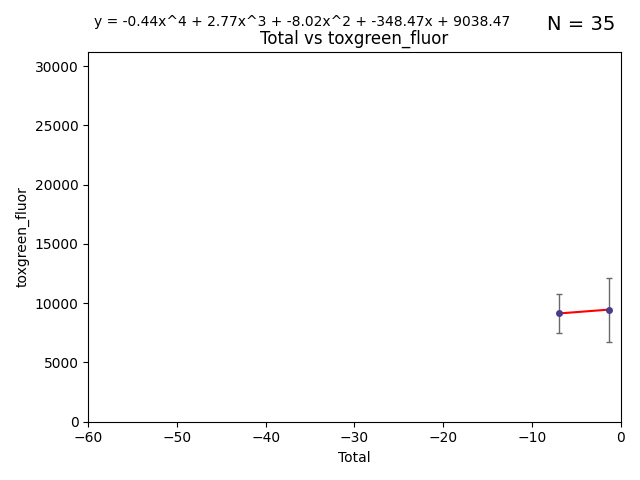 y = -0.44x^4 + 2.77x^3 + -8.02x^2 + -348.47x + 9038.47
N = 35
Total vs toxgreen_fluor
30000
25000
20000
15000
10000
5000
0
toxgreen_fluor
−60 −50 −40 −30 −20 −10 0
Total